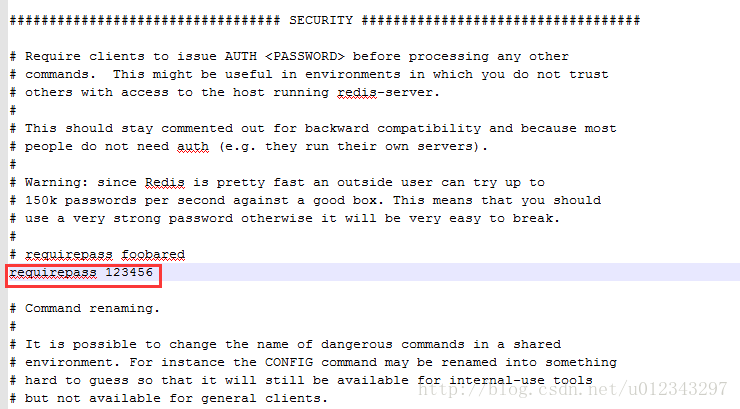 ################################## SECURITY ###################################

# Require clients to issue AUTH <PASSWORD> before processing any other
# commands.  This might be useful in environments in which you do not trust
# others with access to the host running redis-server.
#
# This should stay commented out for backward compatibility and because most
# people do not need auth (e.g. they run their own servers).
#
# Warning: since Redis is pretty fast an outside user can try up to
# 150k passwords per second against a good box. This means that you should
# use a very strong password otherwise it will be very easy to break.
#
# requirepass foobared
requirepass 123456

# Command renaming.
#
# It is possible to change the name of dangerous commands in a shared
# environment. For instance the CONFIG command may be renamed into something
# hard to guess so that it will still be available for internal-use tools
# but not available for general clients.
http://blog.csdn.net/u012343297